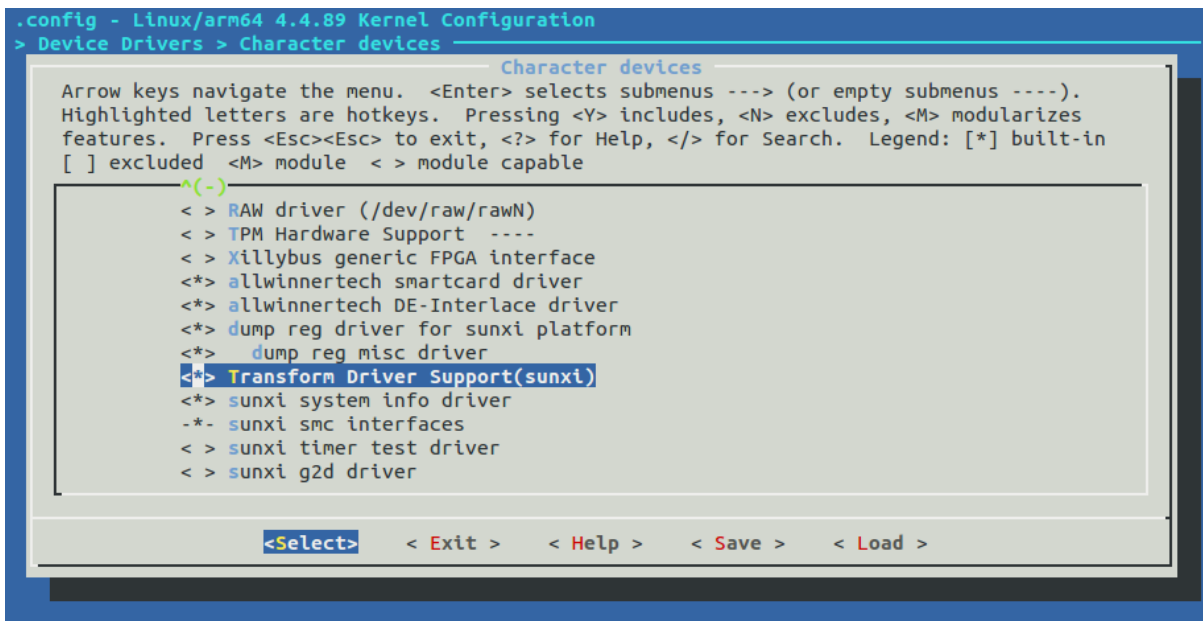 .config - Linux/arm64 4.4.89 Kernel Configuration
> Device Drivers > Character devices
Character devices
Arrow keys navigate the menu.  <Enter> selects submenus ---> (or empty submenus ----).
Highlighted letters are hotkeys.  Pressing <Y> includes, <N> excludes, <M> modularizes
features.  Press <Esc><Esc> to exit, <?> for Help, </> for Search.  Legend: [*] built-in
[ ] excluded  <M> module  < > module capable
^(-)
< > RAW driver (/dev/raw/rawN)
< > TPM Hardware Support  ----
< > Xillybus generic FPGA interface
<*> allwinnertech smartcard driver
<*> allwinnertech DE-Interlace driver
<*> dump reg driver for sunxi platform
<*>   dump reg misc driver
<*> Transform Driver Support(sunxi)
<*> sunxi system info driver
-*- sunxi smc interfaces
< > sunxi timer test driver
< > sunxi g2d driver
<Select>    < Exit >    < Help >    < Save >    < Load >